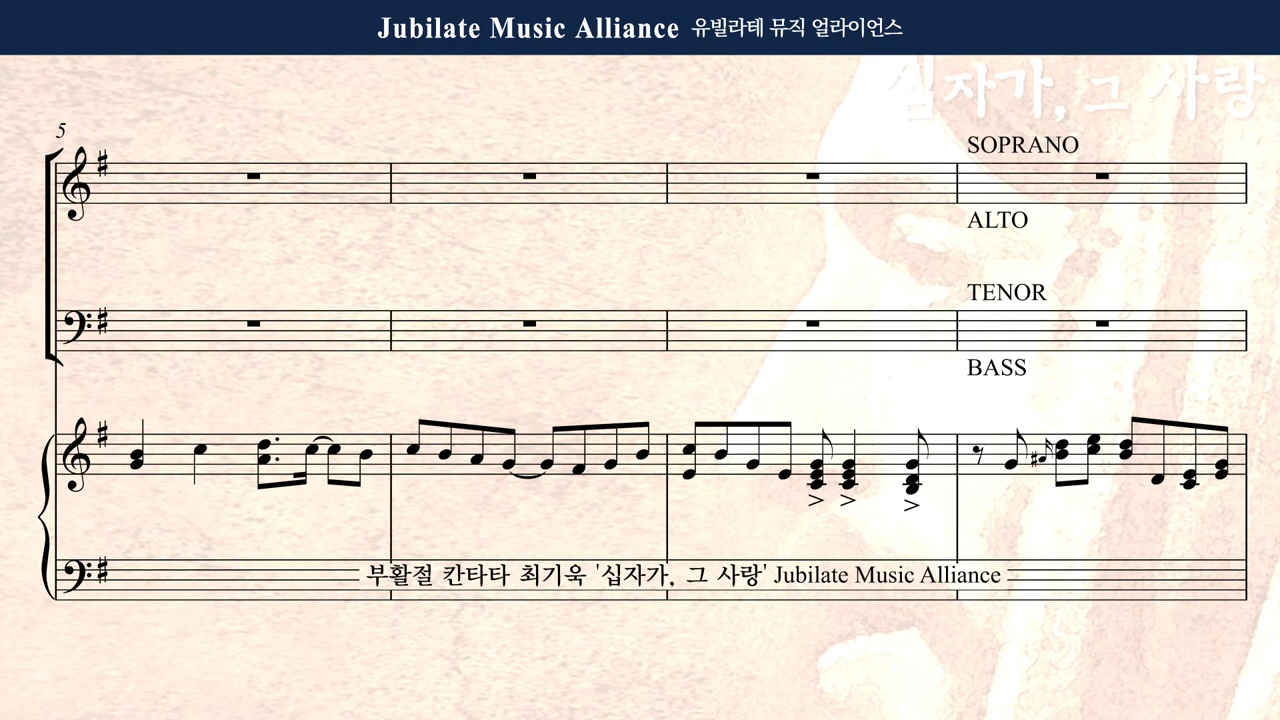 Jubilate Music Alliance 유빌라테 뮤직 얼라이언스
십자가, 그 사랑
5
SOPRANO
ALTO
TENOR
BASS
부활절 칸타타 최기욱 '십자가, 그 사랑' Jubilate Music Alliance